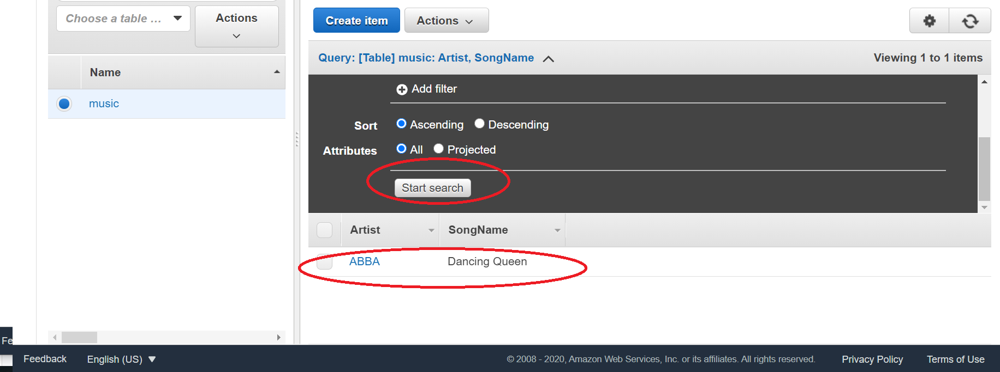 Choose a table ...
Actions
Name
music
Create item
Actions
Query: [Table] music: Artist, SongName
Viewing 1 to 1 items
Add filter
Sort
Ascending
Descending
Attributes
All
Projected
Start search
Artist
SongName
ABBA
Dancing Queen
Fe
Feedback
English (US)
© 2008 - 2020, Amazon Web Services, Inc. or its affiliates. All rights reserved.
Privacy Policy
Terms of Use